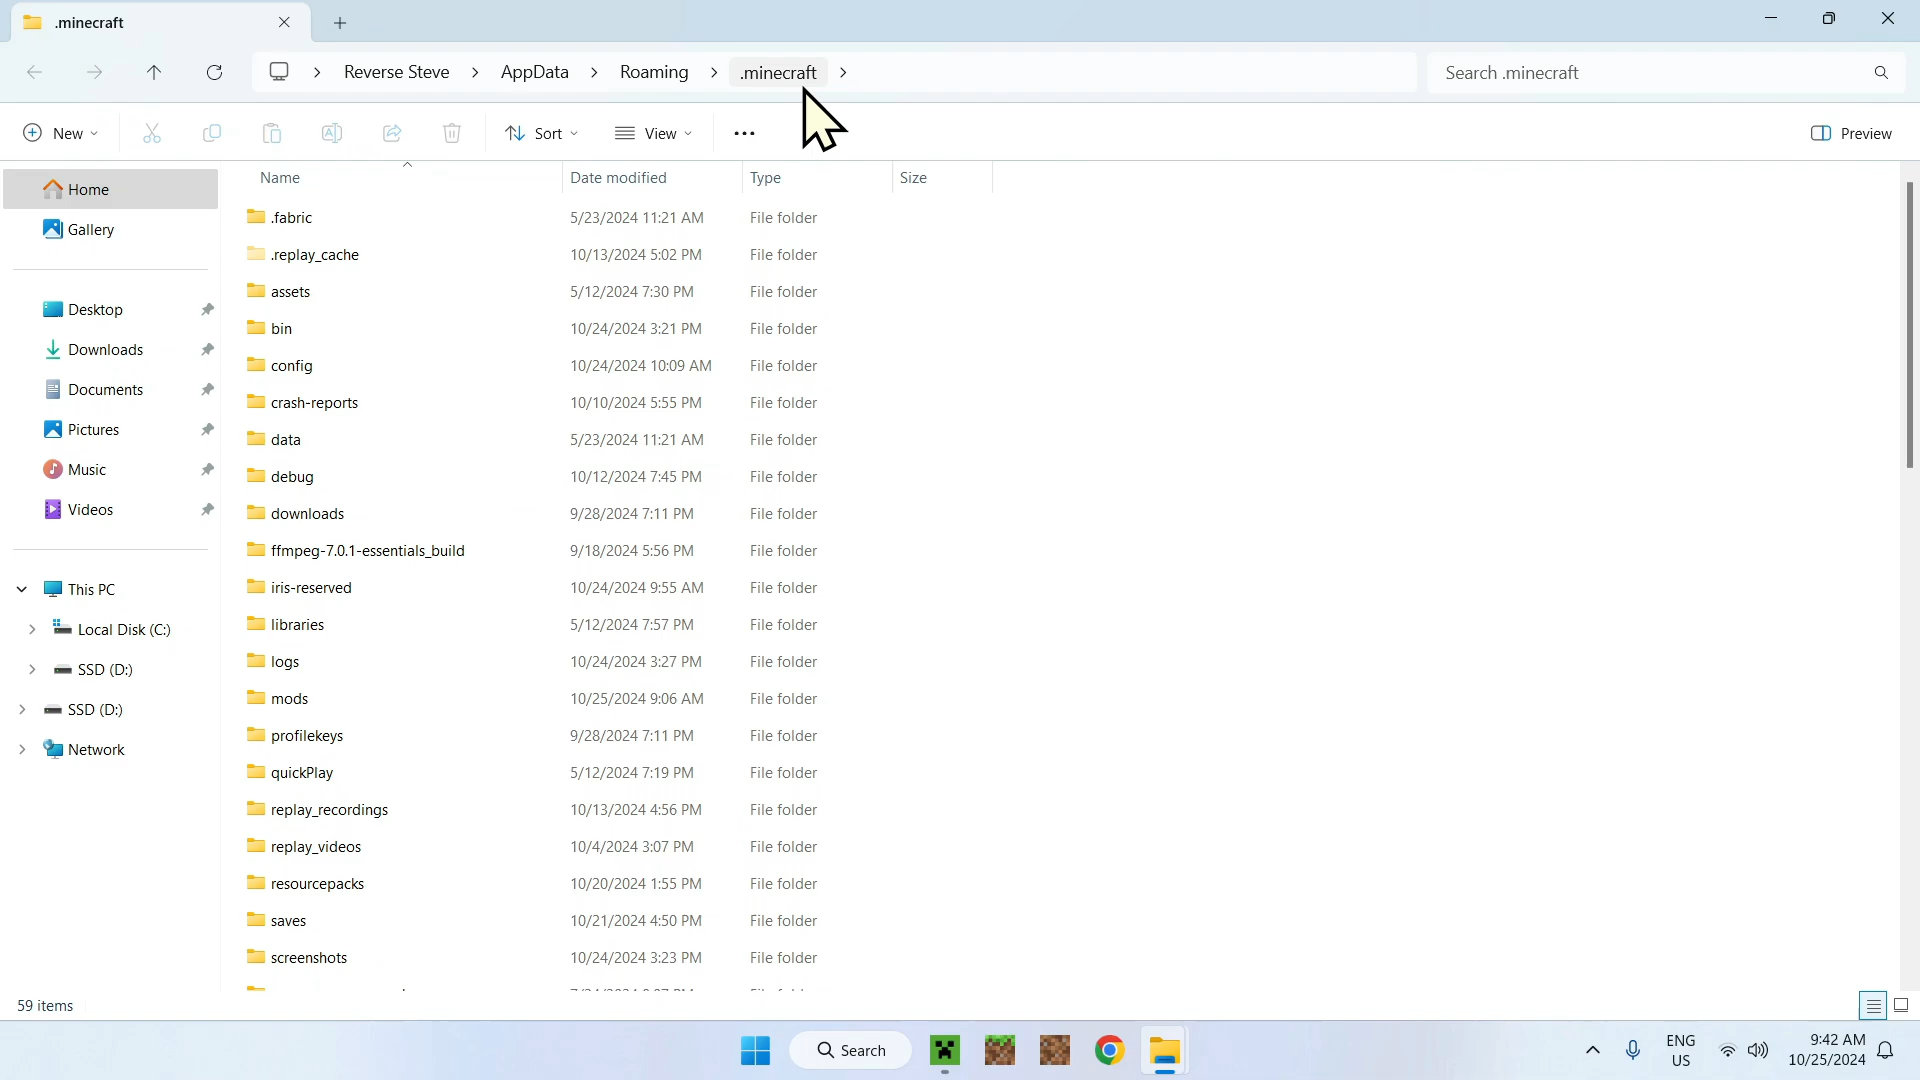 .minecraft
Reverse Steve AppData Roaming .minecraft
Search .minecraft
New Sort View Preview
Name Date modified Type Size
Home
Gallery
Desktop
Downloads
Documents
Pictures
Music
Videos
This PC
Local Disk (C:)
SSD (D:)
SSD (D:)
Network
.fabric 5/23/2024 11:21 AM File folder
.replay_cache 10/13/2024 5:02 PM File folder
assets 5/12/2024 7:30 PM File folder
bin 10/24/2024 3:21 PM File folder
config 10/24/2024 10:09 AM File folder
crash-reports 10/10/2024 5:55 PM File folder
data 5/23/2024 11:21 AM File folder
debug 10/12/2024 7:45 PM File folder
downloads 9/28/2024 7:11 PM File folder
ffmpeg-7.0.1-essentials_build 9/18/2024 5:56 PM File folder
iris-reserved 10/24/2024 9:55 AM File folder
libraries 5/12/2024 7:57 PM File folder
logs 10/24/2024 3:27 PM File folder
mods 10/25/2024 9:06 AM File folder
profilekeys 9/28/2024 7:11 PM File folder
quickPlay 5/12/2024 7:19 PM File folder
replay_recordings 10/13/2024 4:56 PM File folder
replay_videos 10/4/2024 3:07 PM File folder
resourcepacks 10/20/2024 1:55 PM File folder
saves 10/21/2024 4:50 PM File folder
screenshots 10/24/2024 3:23 PM File folder
59 items
Search
ENG
US
9:42 AM
10/25/2024